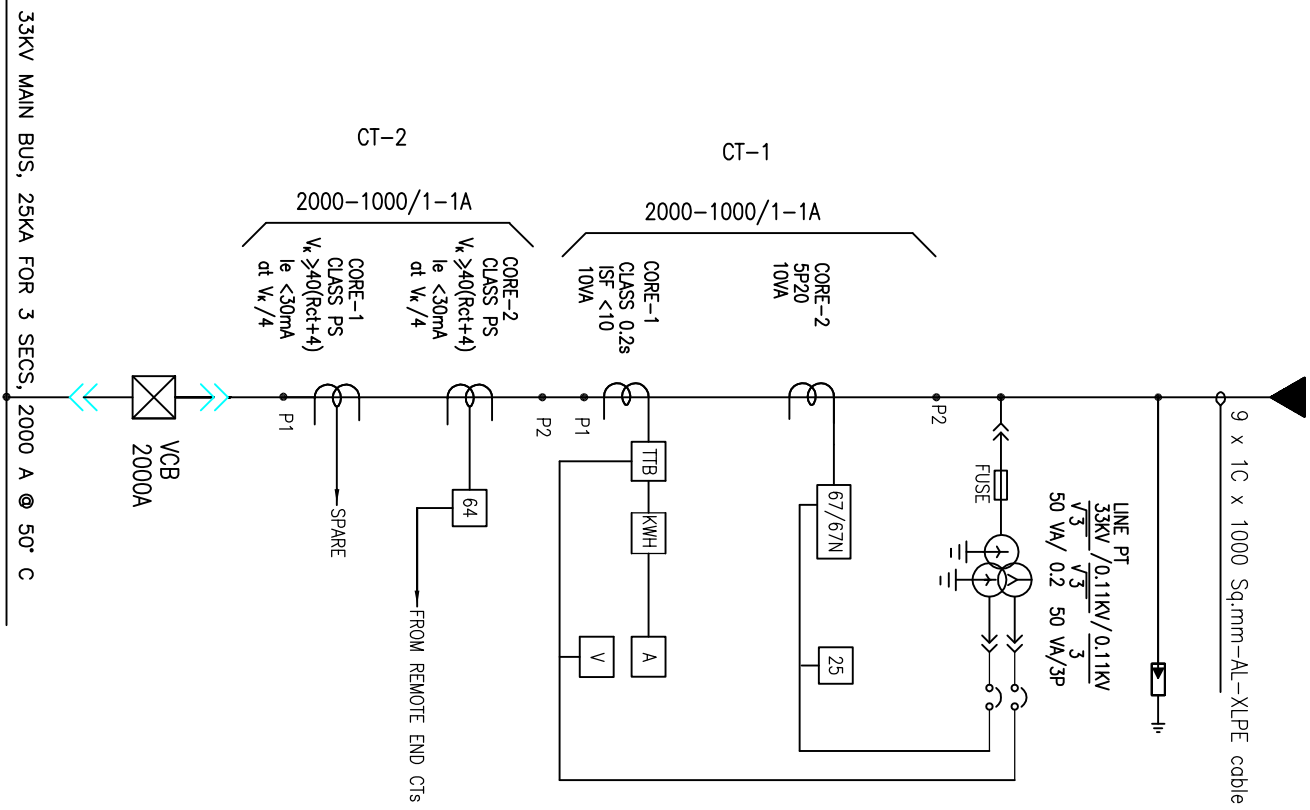 33KV MAIN BUS, 25KA FOR 3 SECS, 2000 A @ 50° C
VCB
2000A
CT-2
2000-1000/1-1A
CORE-1
CLASS PS
Vᴋ ⩾40(Rct+4)
Ie <30mA
at Vᴋ/4
CORE-2
CLASS PS
Vᴋ ⩾40(Rct+4)
Ie <30mA
at Vᴋ/4
P1
SPARE
64
FROM REMOTE END CTs
P2
CT-1
2000-1000/1-1A
CORE-1
CLASS 0.2s
ISF <10
10VA
CORE-2
5P20
10VA
P1
TTB
KWH
A
V
67/67N
25
P2
FUSE
LINE PT
33KV /0.11KV/0.11KV
√3 √3 3
50 VA/ 0.2 50 VA/3P
9 x 1C x 1000 Sq.mm-AL-XLPE cable